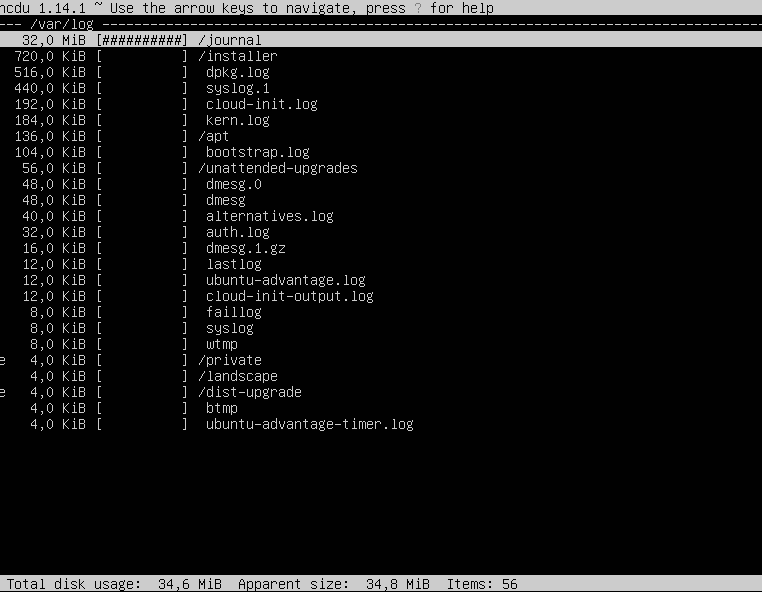 ncdu 1.14.1 ~ Use the arrow keys to navigate, press ? for help
--- /var/log ----------------------------------------------------------------------------------
32,0 MiB [##########] /journal
720,0 KiB [          ] /installer
516,0 KiB [          ]  dpkg.log
440,0 KiB [          ]  syslog.1
192,0 KiB [          ]  cloud-init.log
184,0 KiB [          ]  kern.log
136,0 KiB [          ] /apt
104,0 KiB [          ]  bootstrap.log
56,0 KiB [          ] /unattended-upgrades
48,0 KiB [          ]  dmesg.0
48,0 KiB [          ]  dmesg
40,0 KiB [          ]  alternatives.log
32,0 KiB [          ]  auth.log
16,0 KiB [          ]  dmesg.1.gz
12,0 KiB [          ]  lastlog
12,0 KiB [          ]  ubuntu-advantage.log
12,0 KiB [          ]  cloud-init-output.log
8,0 KiB [          ]  faillog
8,0 KiB [          ]  syslog
8,0 KiB [          ]  wtmp
e   4,0 KiB [          ] /private
4,0 KiB [          ] /landscape
e   4,0 KiB [          ] /dist-upgrade
4,0 KiB [          ]  btmp
4,0 KiB [          ]  ubuntu-advantage-timer.log
Total disk usage:  34,6 MiB  Apparent size:  34,8 MiB  Items: 56